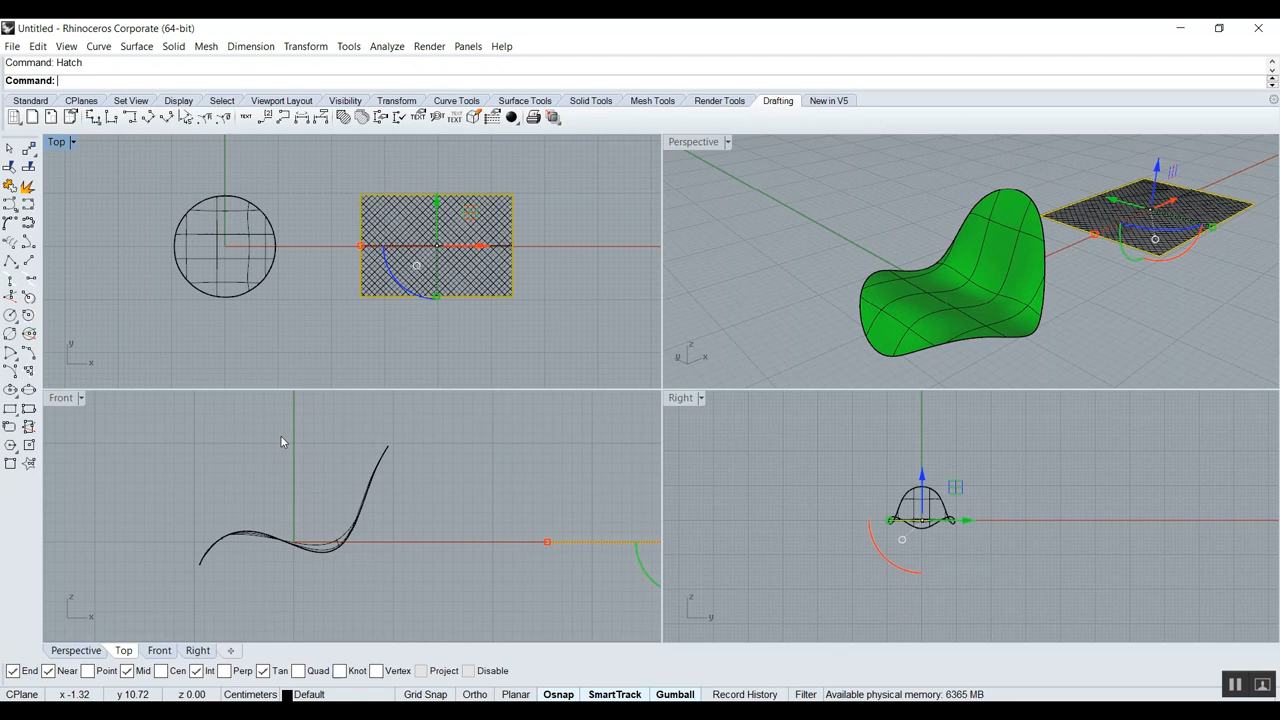 Untitled - Rhinoceros Corporate (64-bit)
File Edit View Curve Surface Solid Mesh Dimension Transform Tools Analyze Render Panels Help
Command: Hatch
Command:
Standard CPlanes Set View Display Select Viewport Layout Visibility Transform Curve Tools Surface Tools Solid Tools Mesh Tools Render Tools Drafting New in V5
Top Perspective
y x
z y x
Front Right
z x
z y
Perspective Top Front Right
End Near Point Mid Cen Int Perp Tan Quad Knot Vertex Project Disable
CPlane x -1.32 y 10.72 z 0.00 Centimeters Default Grid Snap Ortho Planar Osnap SmartTrack Gumball Record History Filter Available physical memory: 6365 MB